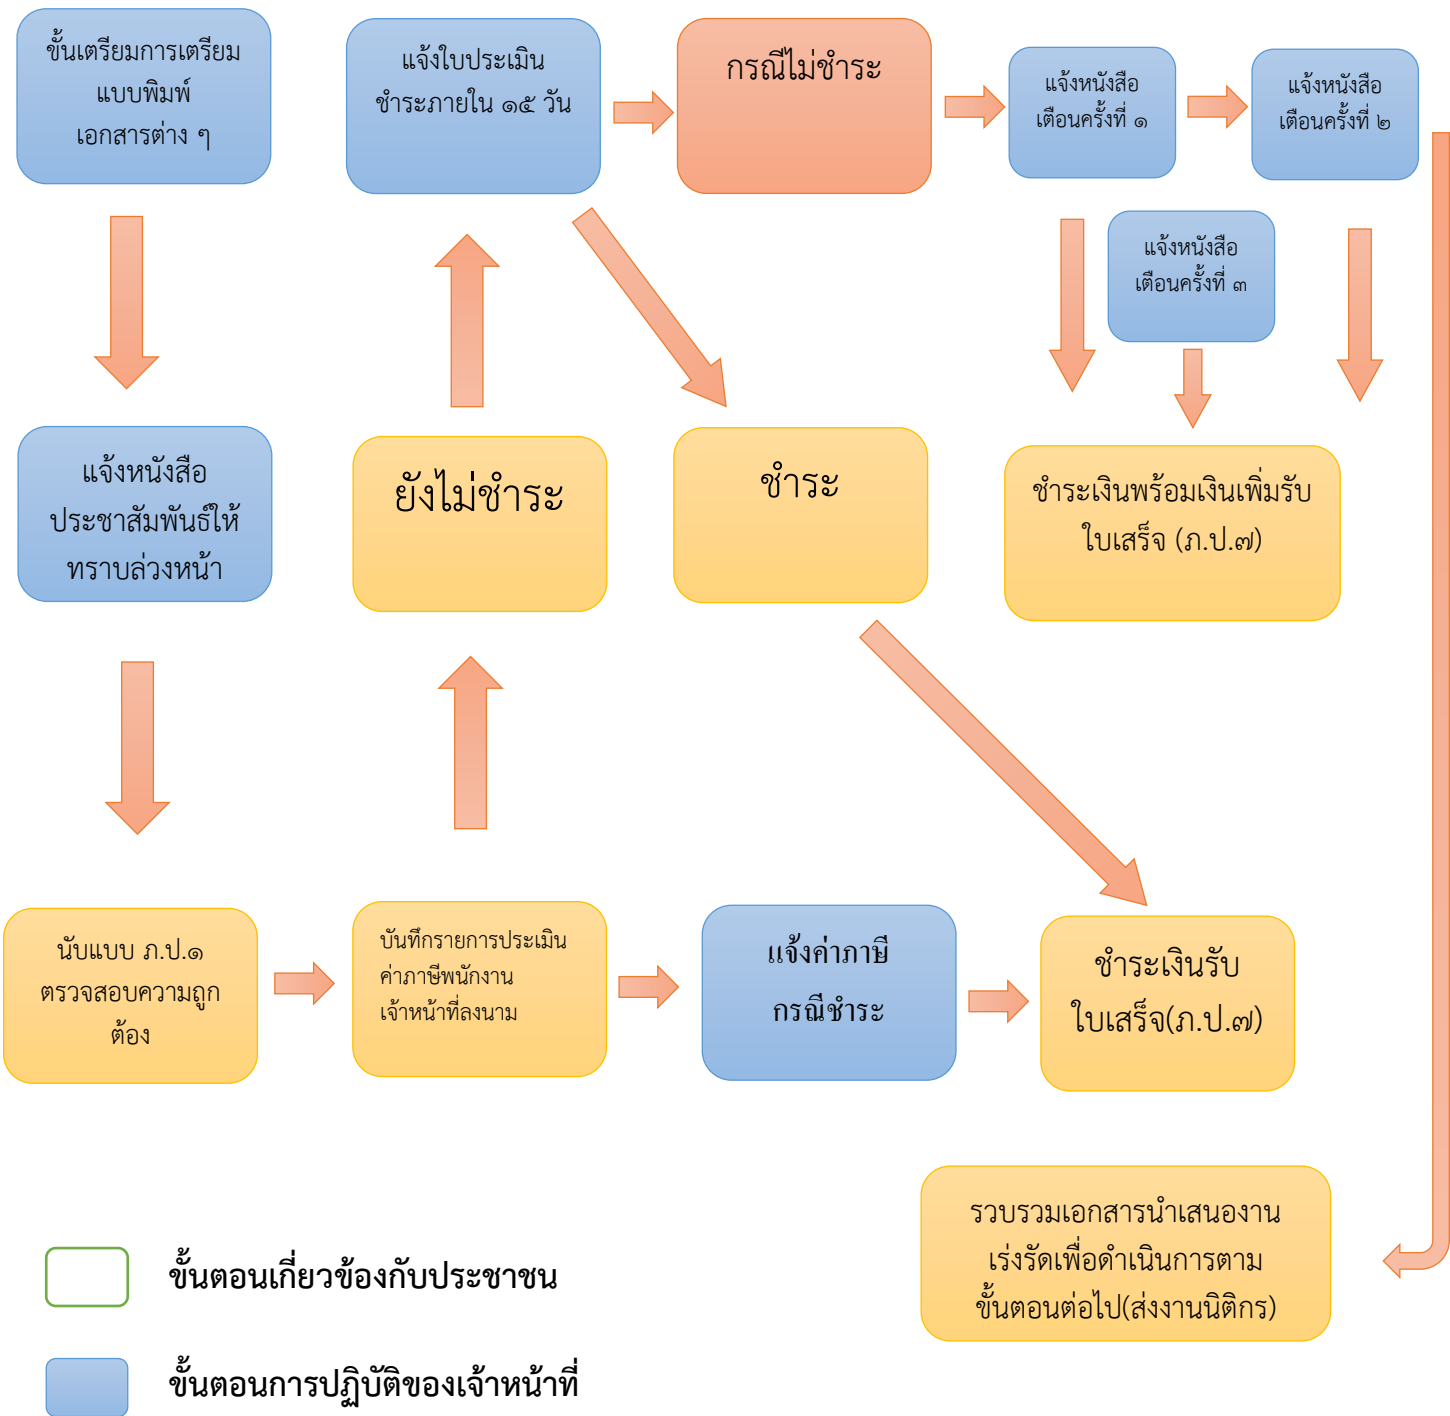 ขั้นเตรียมการเตรียม
แบบพิมพ์
เอกสารต่าง ๆ
แจ้งใบประเมิน
ชำระภายใน ๑๕ วัน
กรณีไม่ชำระ
แจ้งหนังสือ
เตือนครั้งที่ ๑
แจ้งหนังสือ
เตือนครั้งที่ ๒
แจ้งหนังสือ
เตือนครั้งที่ ๓
แจ้งหนังสือ
ประชาสัมพันธ์ให้
ทราบล่วงหน้า
ยังไม่ชำระ
ชำระ
ชำระเงินพร้อมเงินเพิ่มรับ
ใบเสร็จ (ภ.ป.๗)
นับแบบ ภ.ป.๑
ตรวจสอบความถูก
ต้อง
บันทึกรายการประเมิน
ค่าภาษีพนักงาน
เจ้าหน้าที่ลงนาม
แจ้งค่าภาษี
กรณีชำระ
ชำระเงินรับ
ใบเสร็จ(ภ.ป.๗)
รวบรวมเอกสารนำเสนองาน
เร่งรัดเพื่อดำเนินการตาม
ขั้นตอนต่อไป(ส่งงานนิติกร)
ขั้นตอนเกี่ยวข้องกับประชาชน
ขั้นตอนการปฏิบัติของเจ้าหน้าที่